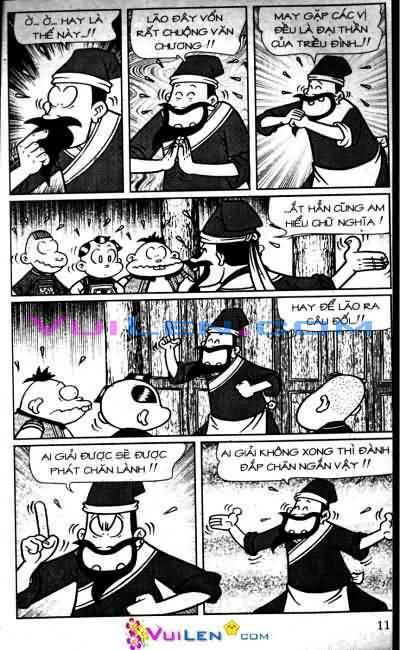 Ờ.. Ờ... HAY LÀ
THẾ NÀY..!!
LÃO ĐÂY VỐN
RẤT CHUỘNG VĂN
CHƯƠNG !!
MAY GẶP CÁC VỊ
ĐỀU LÀ ĐẠI THẦN
CỦA TRIỀU ĐÌNH..!!
..ẮT HẲN CŨNG AM
HIỂU CHỮ NGHĨA !
HAY ĐỂ LÃO RA
CÂU ĐỐI..!!
VuiLen.com
AI GIẢI ĐƯỢC SẼ ĐƯỢC
PHÁT CHĂN LÀNH !!
AI GIẢI KHÔNG XONG THÌ ĐÀNH
ĐẮP CHĂN NGẮN VẬY !!
11
VuiLen.com